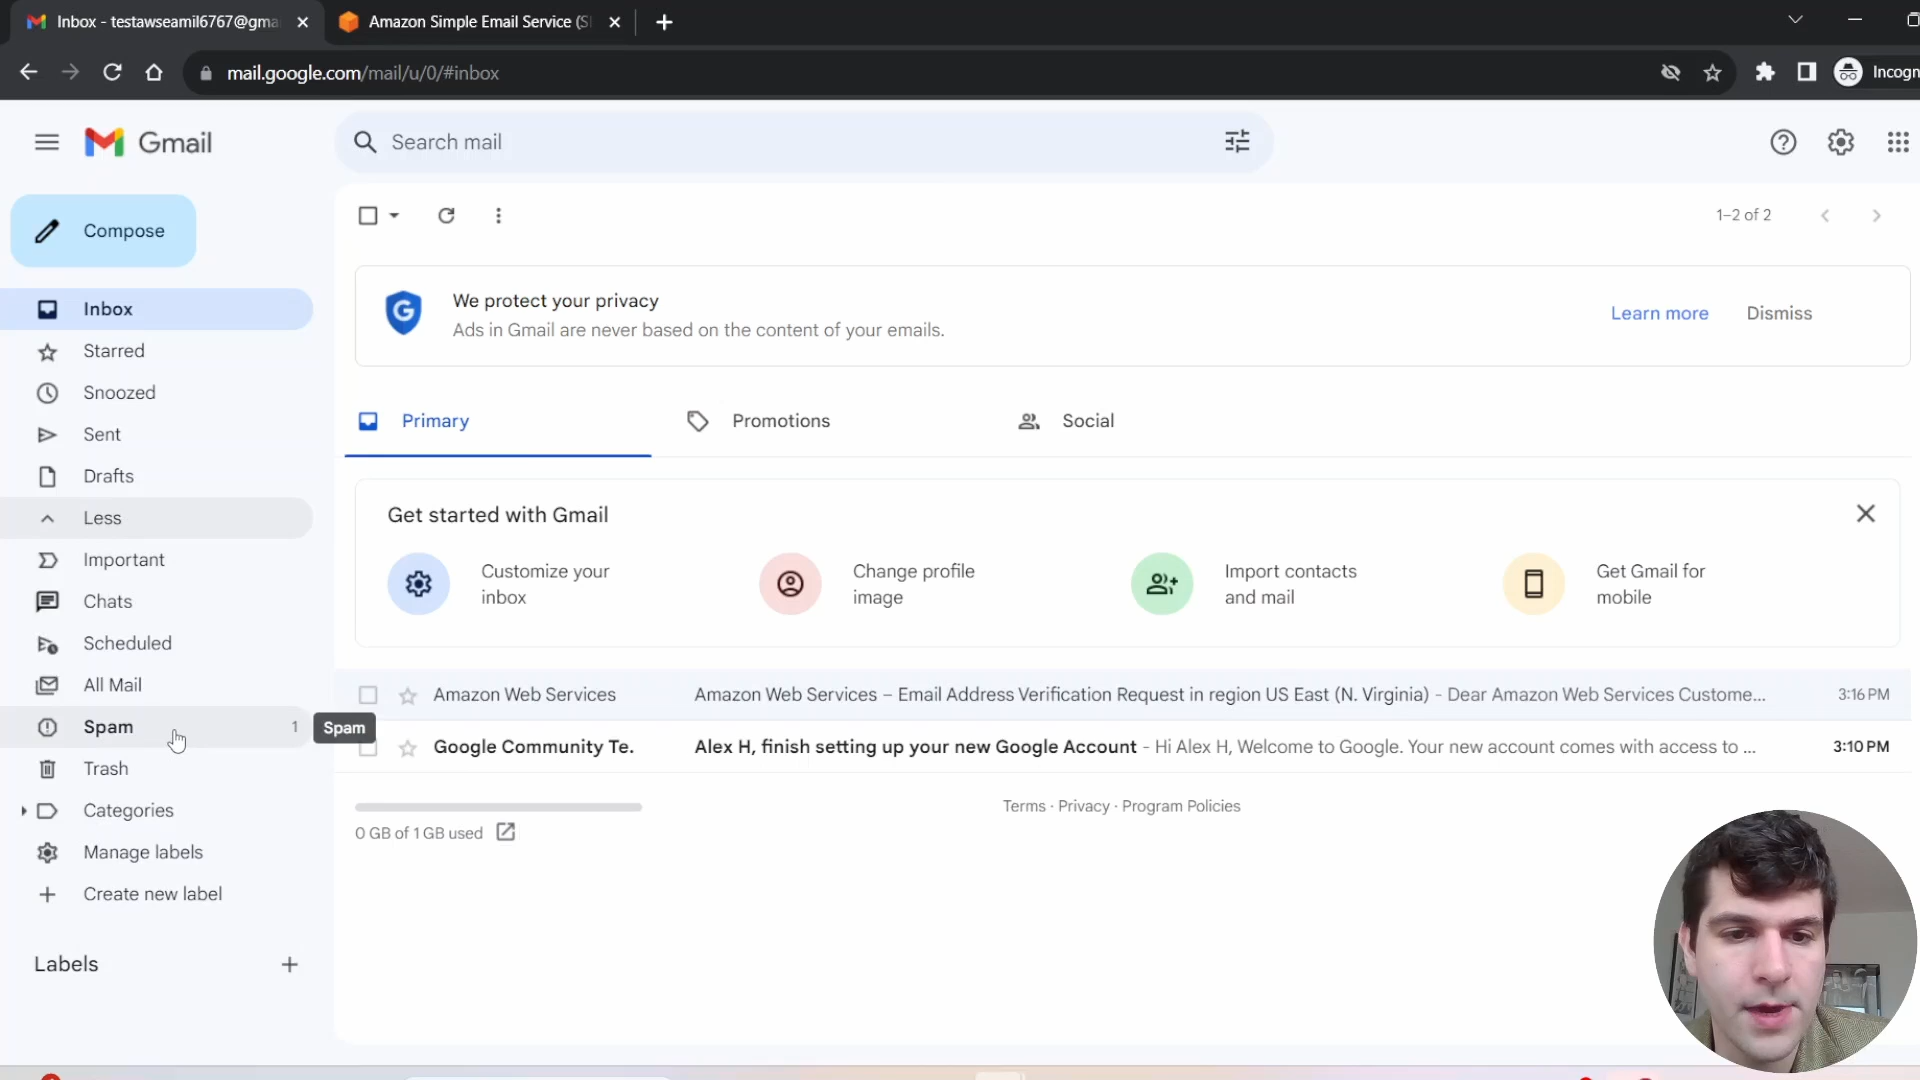 Inbox - testawseamil6767@gma
Amazon Simple Email Service (S
mail.google.com/mail/u/0/#inbox
Incogn
Gmail
Search mail
Compose
1–2 of 2
We protect your privacy
Ads in Gmail are never based on the content of your emails.
Learn more
Dismiss
Inbox
Starred
Snoozed
Sent
Drafts
Less
Important
Chats
Scheduled
All Mail
Spam 1
Spam
Trash
Categories
Manage labels
Create new label
Labels
Primary
Promotions
Social
Get started with Gmail
Customize your
inbox
Change profile
image
Import contacts
and mail
Get Gmail for
mobile
Amazon Web Services Amazon Web Services – Email Address Verification Request in region US East (N. Virginia) - Dear Amazon Web Services Custome... 3:16 PM
Google Community Te. Alex H, finish setting up your new Google Account - Hi Alex H, Welcome to Google. Your new account comes with access to ... 3:10 PM
0 GB of 1 GB used
Terms · Privacy · Program Policies